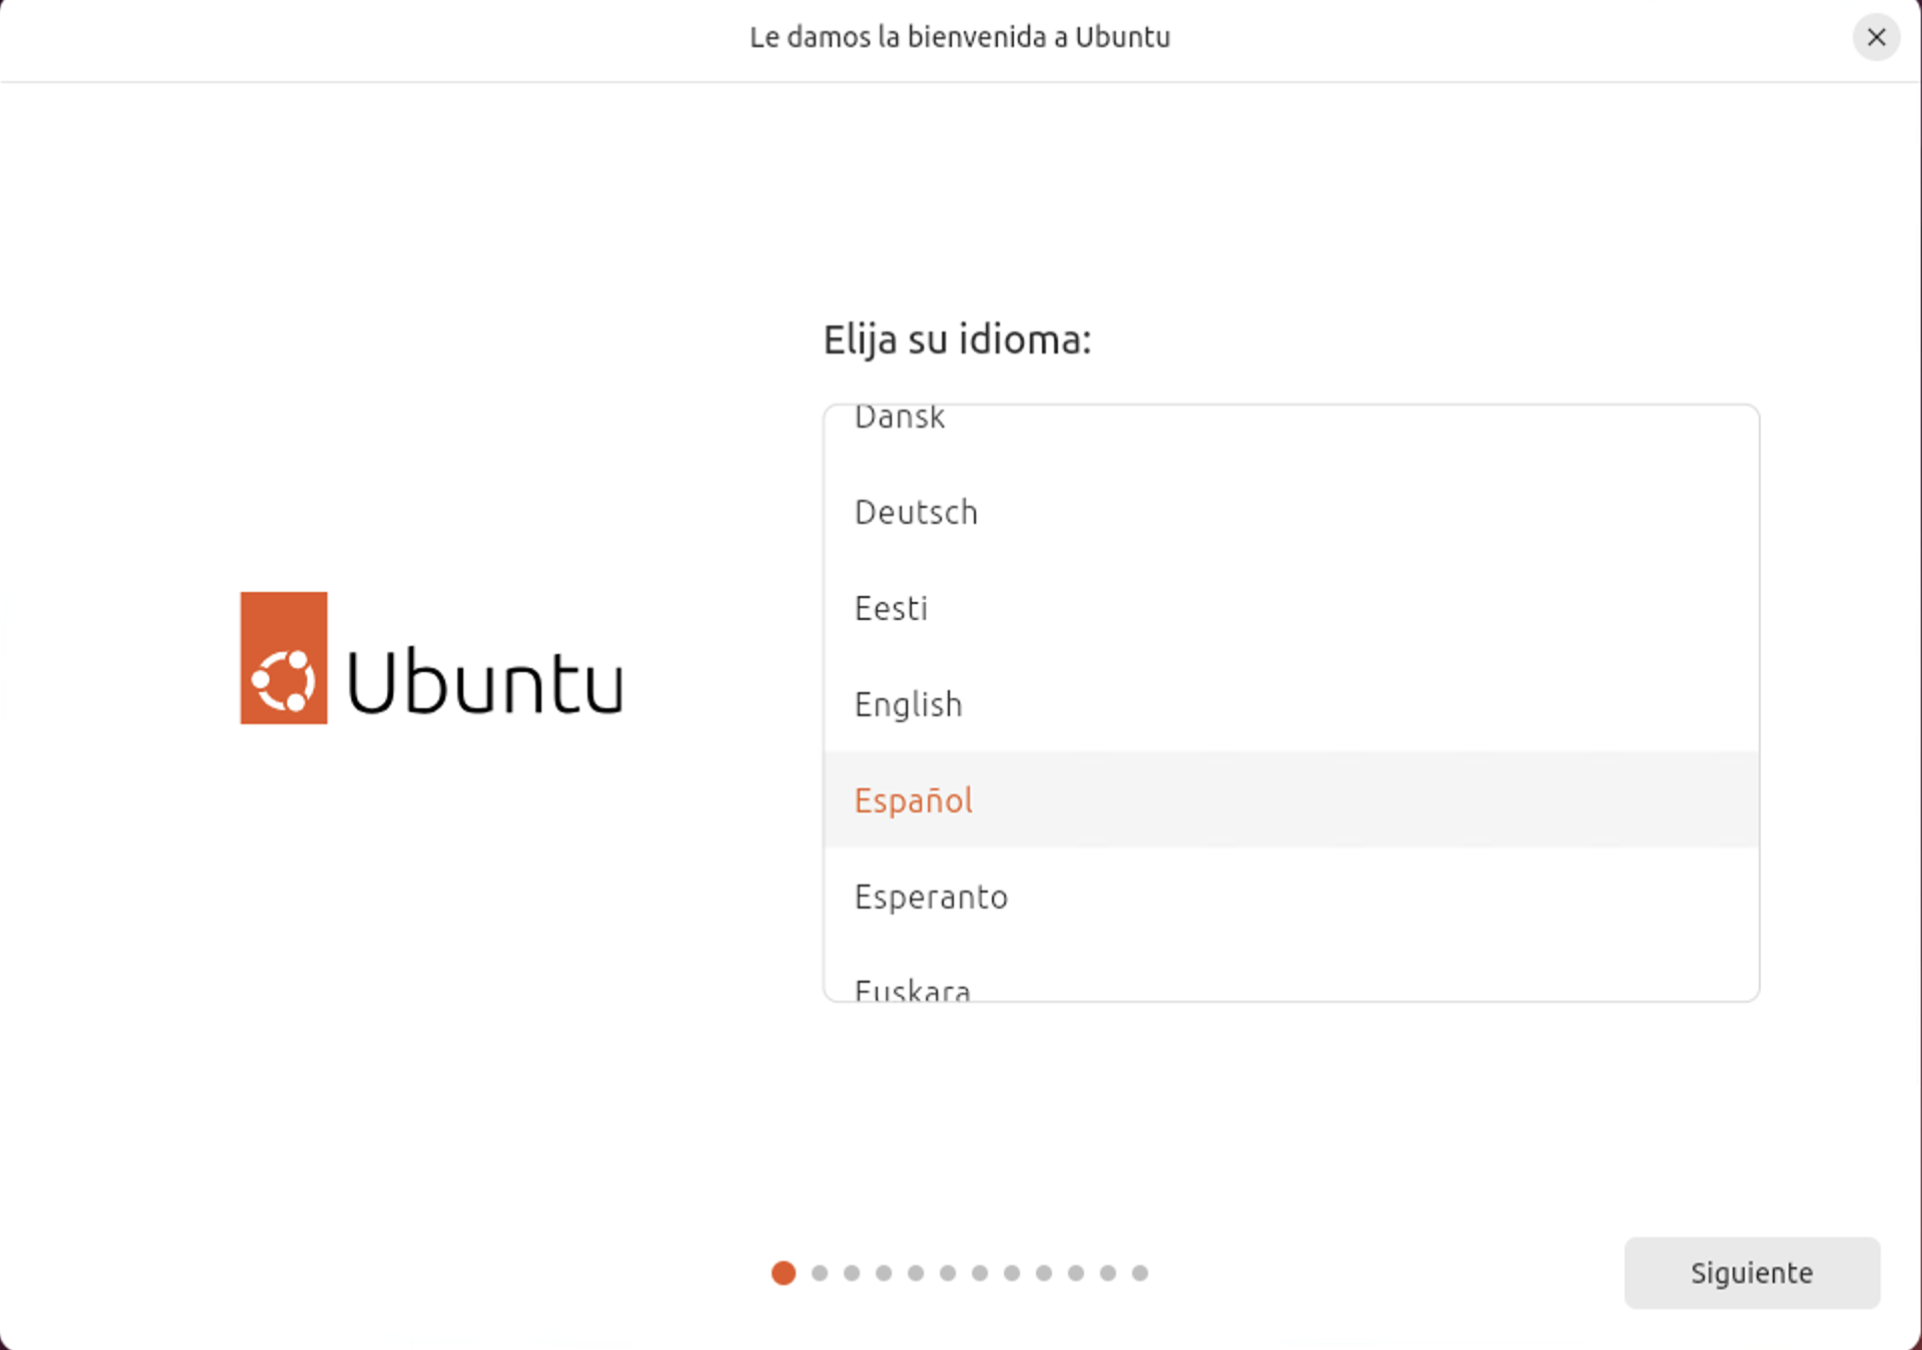 Le damos la bienvenida a Ubuntu
Elija su idioma:
Dansk
Deutsch
Eesti
English
Español
Esperanto
Euskara
Ubuntu
Siguiente